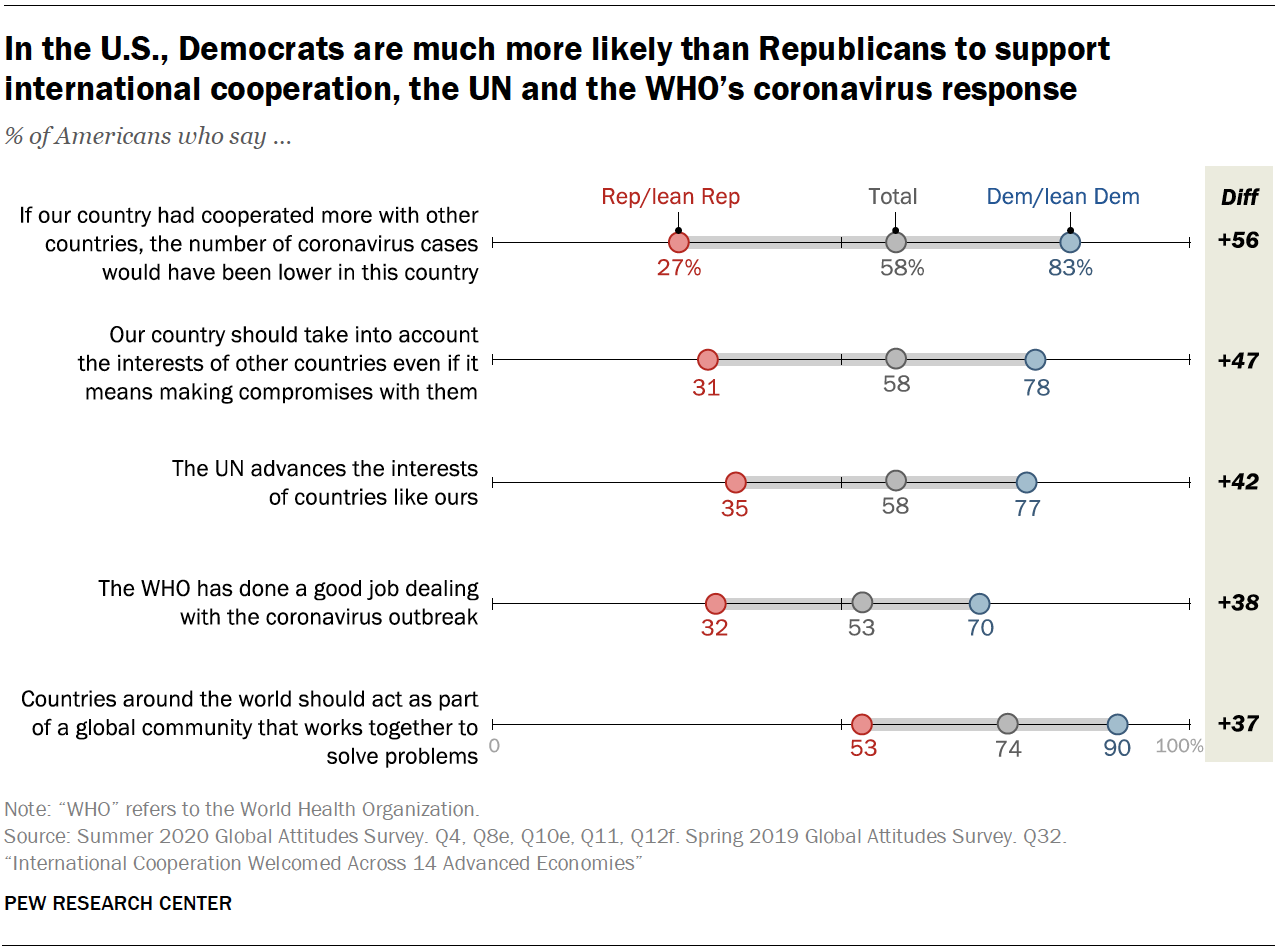 In the U.S., Democrats are much more likely than Republicans to support
international cooperation, the UN and the WHO's coronavirus response
% of Americans who say ...
Rep/lean Rep
Total
Dem/lean Dem
Diff
If our country had cooperated more with other
countries, the number of coronavirus cases
would have been lower in this country
27%
58%
83%
+56
Our country should take into account
the interests of other countries even if it
means making compromises with them
31
58
78
+47
The UN advances the interests
of countries like ours
35
58
77
+42
The WHO has done a good job dealing
with the coronavirus outbreak
32
53
70
+38
Countries around the world should act as part
of a global community that works together to
solve problems
0
53
74
90
100%
+37
Note: “WHO” refers to the World Health Organization.
Source: Summer 2020 Global Attitudes Survey. Q4, Q8e, Q10e, Q11, Q12f. Spring 2019 Global Attitudes Survey. Q32.
“International Cooperation Welcomed Across 14 Advanced Economies”
PEW RESEARCH CENTER